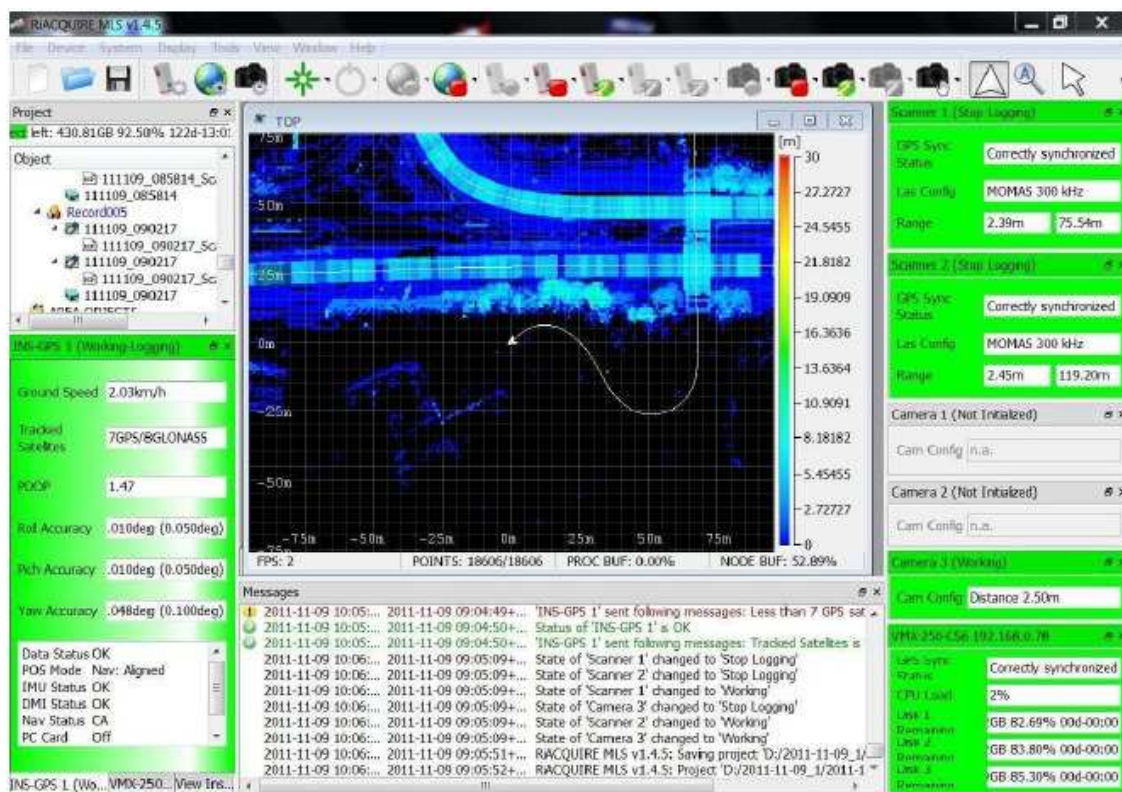 RiACQUIRE MLS v1.4.5
File Device System Display Tools View Window Help
Project
left: 430.81GB 92.50% 122d-13:0
Object
111109_085814_Sc
111109_085814
Record005
111109_090217
111109_090217_Sc
111109_090217
111109_090217_Sc
111109_090217
AREA OBJECTS
INS-GPS 1 (Working-Logging)
Ground Speed 2.03km/h
Tracked Satelites 7GPS/8GLONASS
PDOP 1.47
Roll Accuracy .010deg (0.050deg)
Pich Accuracy .010deg (0.050deg)
Yaw Accuracy .048deg (0.100deg)
Data Status OK
POS Mode Nav: Aligned
IMU Status OK
DMI Status OK
Nav Status CA
PC Card Off
INS-GPS 1 (Wo... VMX-250... View Ins...
TOP
[m]
75m
50m
25m
0m
-25m
-50m
-75m
-75m -50m -25m 0m 25m 50m 75m
30
27.2727
24.5455
21.8182
19.0909
16.3636
13.6364
10.9091
8.18182
5.45455
2.72727
0
FPS: 2 POINTS: 18606/18606 PROC BUF: 0.00% NODE BUF: 52.89%
Messages
2011-11-09 10:05:... 2011-11-09 09:04:49+... 'INS-GPS 1' sent following messages: Less than 7 GPS sat
2011-11-09 10:05:... 2011-11-09 09:04:50+... Status of 'INS-GPS 1' is OK
2011-11-09 10:05:... 2011-11-09 09:04:50+... 'INS-GPS 1' sent following messages: Tracked Satelites is
2011-11-09 10:06:... 2011-11-09 09:05:09+... State of 'Scanner 1' changed to 'Stop Logging'
2011-11-09 10:06:... 2011-11-09 09:05:09+... State of 'Scanner 2' changed to 'Stop Logging'
2011-11-09 10:06:... 2011-11-09 09:05:09+... State of 'Scanner 1' changed to 'Working'
2011-11-09 10:06:... 2011-11-09 09:05:09+... State of 'Camera 3' changed to 'Stop Logging'
2011-11-09 10:06:... 2011-11-09 09:05:09+... State of 'Scanner 2' changed to 'Working'
2011-11-09 10:06:... 2011-11-09 09:05:09+... State of 'Camera 3' changed to 'Working'
2011-11-09 10:06:... 2011-11-09 09:05:51+... RiACQUIRE MLS v1.4.5: Saving project 'D:/2011-11-09_1/
2011-11-09 10:06:... 2011-11-09 09:05:52+... RiACQUIRE MLS v1.4.5: Project 'D:/2011-11-09_1/2011-1
Scanner 1 (Stop Logging)
GPS Sync Status Correctly synchronized
Las Config MOMAS 300 kHz
Range 2.39m 75.54m
Scanner 2 (Stop Logging)
GPS Sync Status Correctly synchronized
Las Config MOMAS 300 kHz
Range 2.45m 119.20m
Camera 1 (Not Initialized)
Cam Config n.a.
Camera 2 (Not Initialized)
Cam Config n.a.
Camera 3 (Working)
Cam Config Distance 2.50m
VMX-250-CS6 192.168.0.70
GPS Sync Status Correctly synchronized
CPU Load 2%
Disk 1 Remaining GB 82.69% 00d-00:00
Disk 2 Remaining GB 83.80% 00d-00:00
Disk 3 Remaining GB 85.30% 00d-00:00